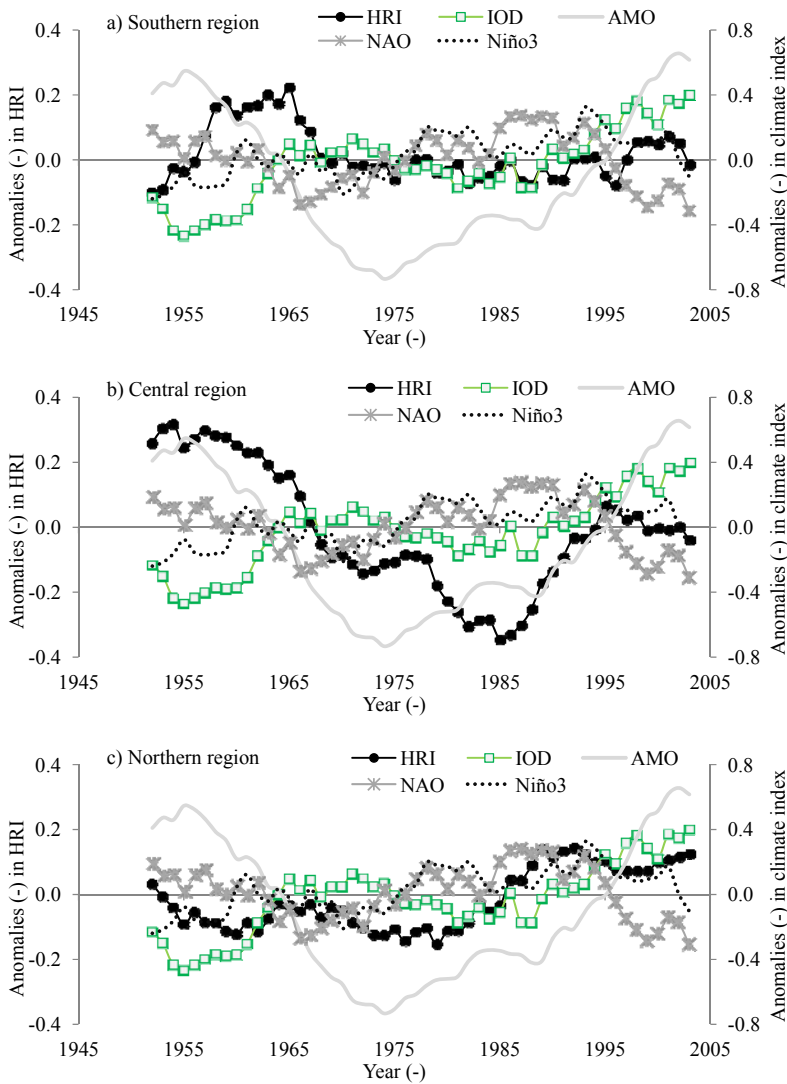 a) Southern region
HRI IOD AMO
NAO Niño3
Anomalies (-) in HRI
0.4
0.2
0.0
-0.2
-0.4
0.8
0.4
0.0
-0.4
-0.8
Anomalies (-) in climate index
1945 1955 1965 1975 1985 1995 2005
Year (-)
b) Central region
HRI IOD AMO
NAO Niño3
Anomalies (-) in HRI
0.4
0.2
0.0
-0.2
-0.4
0.8
0.4
0.0
-0.4
-0.8
Anomalies (-) in climate index
1945 1955 1965 1975 1985 1995 2005
Year (-)
c) Northern region
HRI IOD AMO
NAO Niño3
Anomalies (-) in HRI
0.4
0.2
0.0
-0.2
-0.4
0.8
0.4
0.0
-0.4
-0.8
Anomalies (-) in climate index
1945 1955 1965 1975 1985 1995 2005
Year (-)